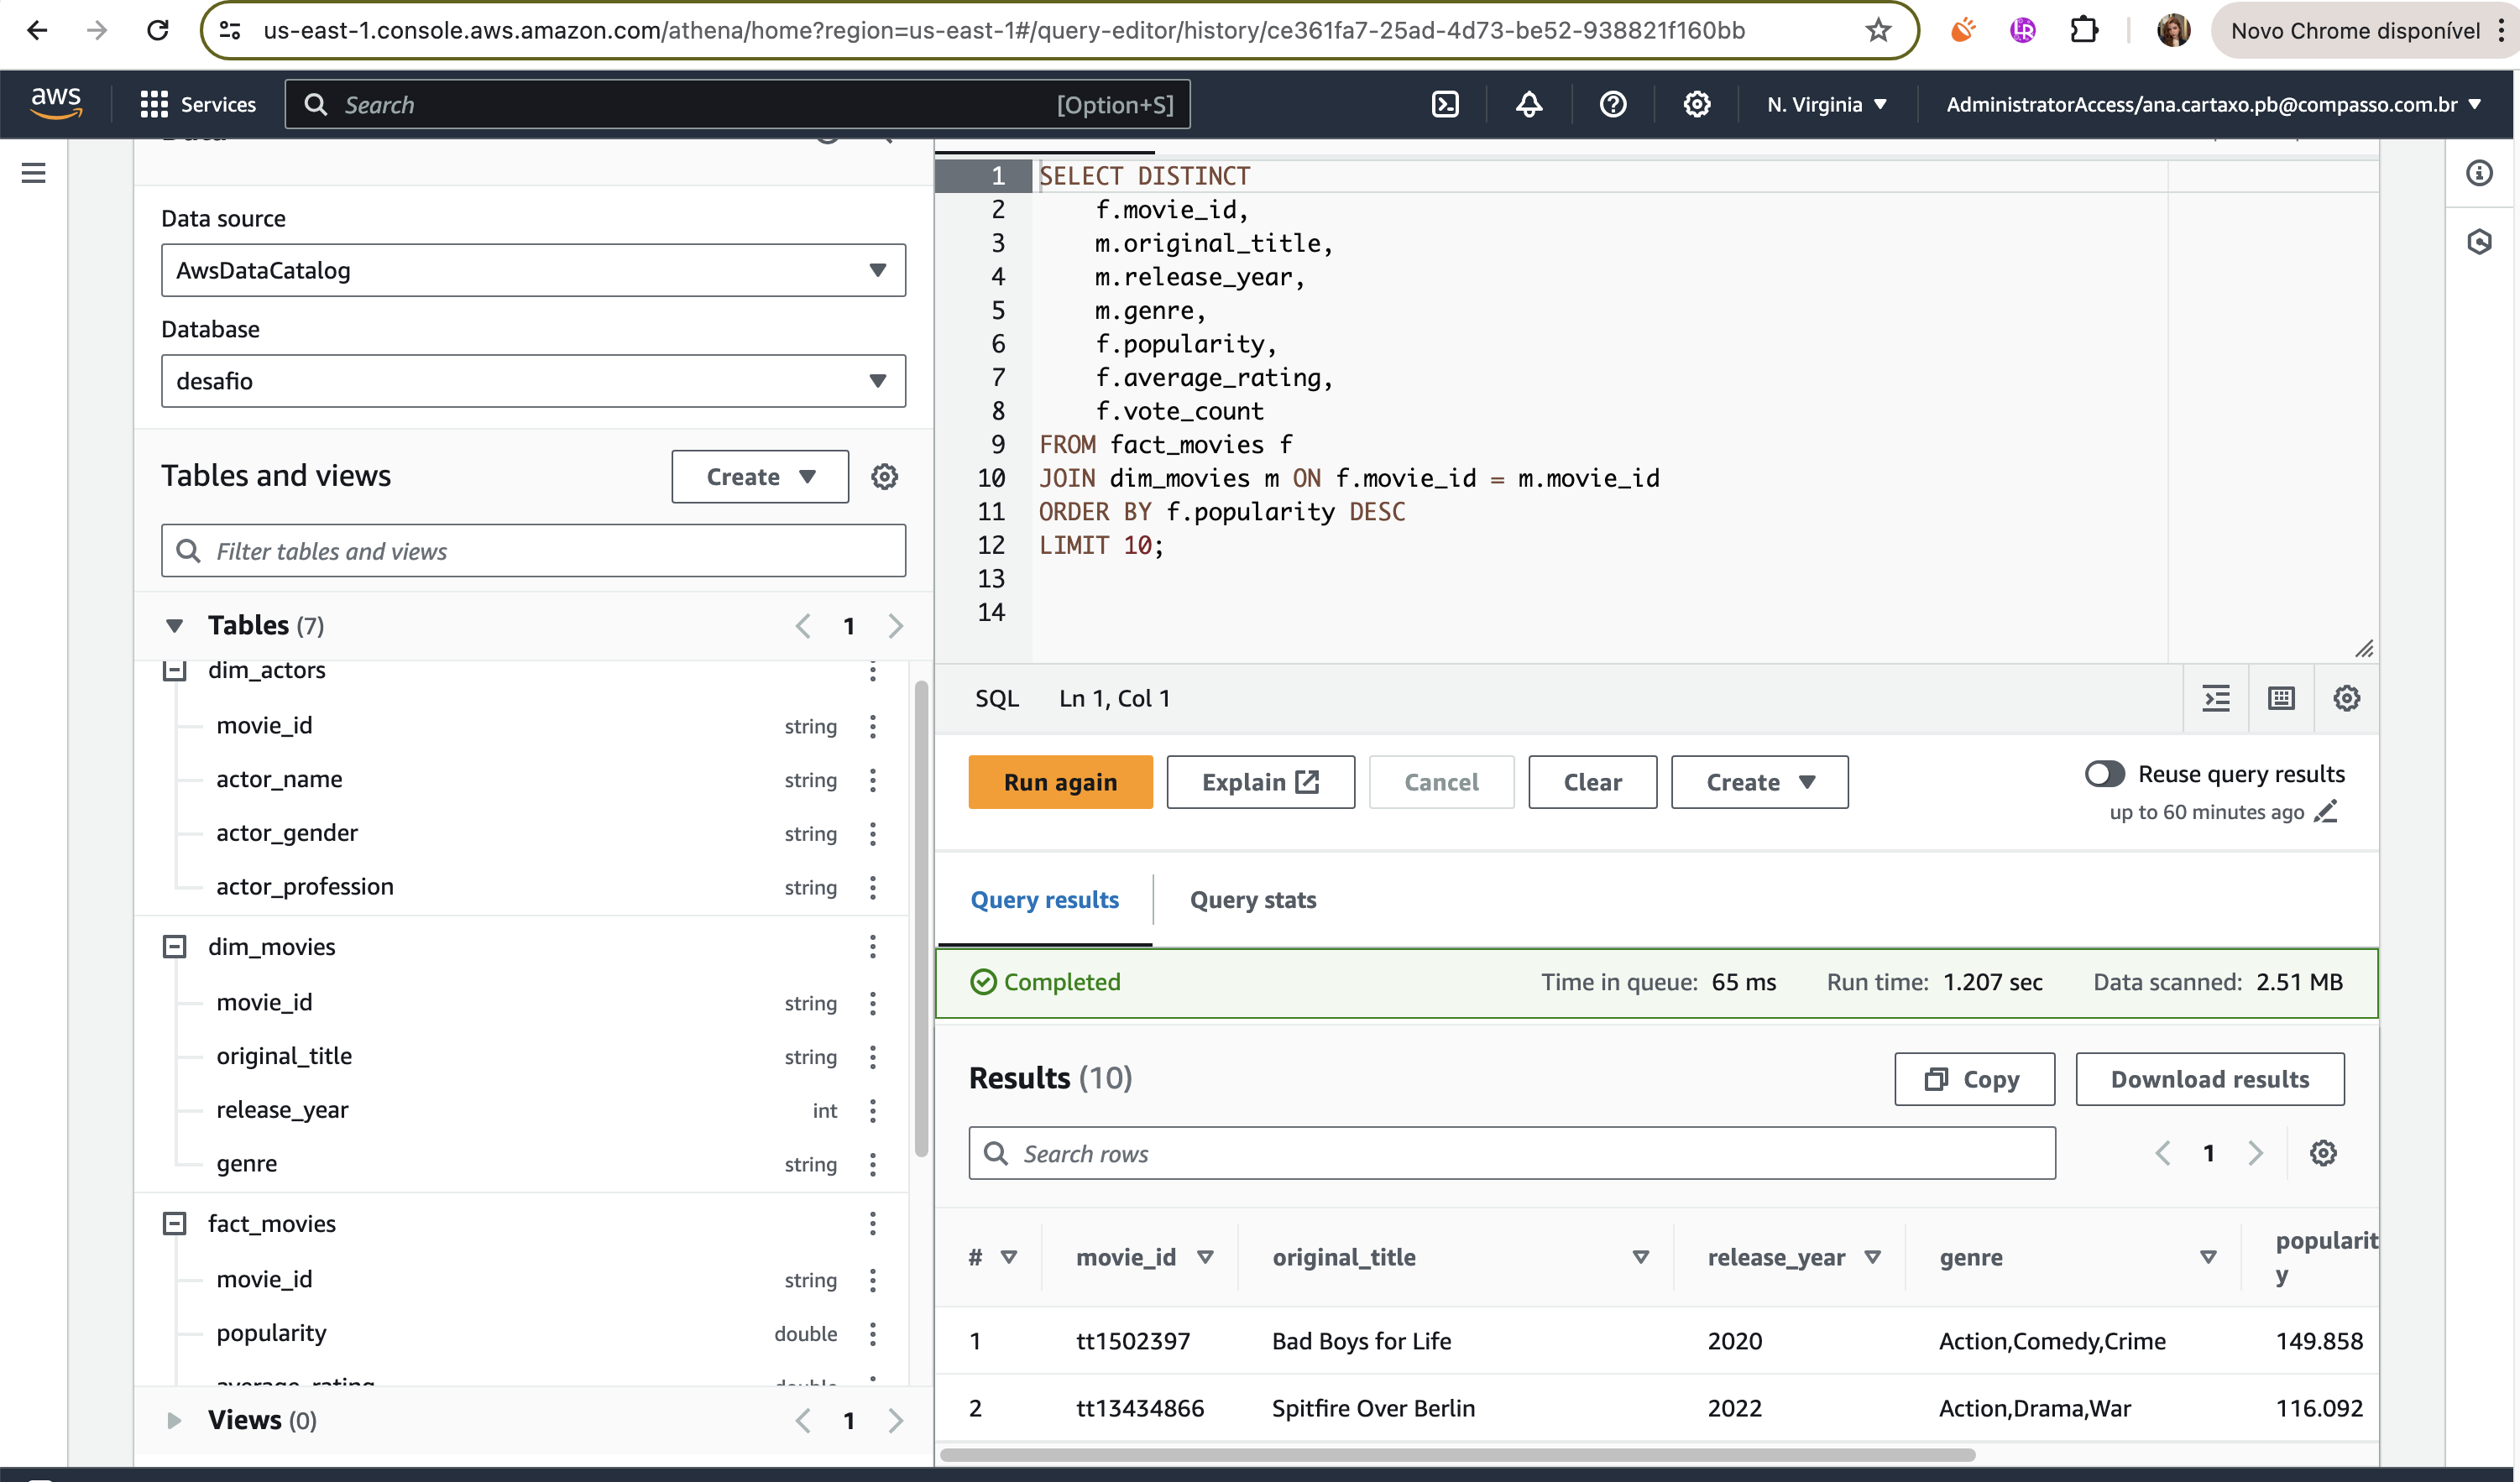 us-east-1.console.aws.amazon.com/athena/home?region=us-east-1#/query-editor/history/ce361fa7-25ad-4d73-be52-938821f160bb
Novo Chrome disponível
aws
Services
Search
[Option+S]
N. Virginia
AdministratorAccess/ana.cartaxo.pb@compasso.com.br
Data source
AwsDataCatalog
Database
desafio
Tables and views
Create
Filter tables and views
Tables (7)
1
dim_actors
movie_id string
actor_name string
actor_gender string
actor_profession string
dim_movies
movie_id string
original_title string
release_year int
genre string
fact_movies
movie_id string
popularity double
average_rating double
Views (0)
1
1 SELECT DISTINCT
2 f.movie_id,
3 m.original_title,
4 m.release_year,
5 m.genre,
6 f.popularity,
7 f.average_rating,
8 f.vote_count
9 FROM fact_movies f
10 JOIN dim_movies m ON f.movie_id = m.movie_id
11 ORDER BY f.popularity DESC
12 LIMIT 10;
13
14
SQL Ln 1, Col 1
Run again
Explain
Cancel
Clear
Create
Reuse query results
up to 60 minutes ago
Query results
Query stats
Completed
Time in queue: 65 ms Run time: 1.207 sec Data scanned: 2.51 MB
Results (10)
Copy
Download results
Search rows
1
# movie_id original_title release_year genre popularit
y
1 tt1502397 Bad Boys for Life 2020 Action,Comedy,Crime 149.858
2 tt13434866 Spitfire Over Berlin 2022 Action,Drama,War 116.092